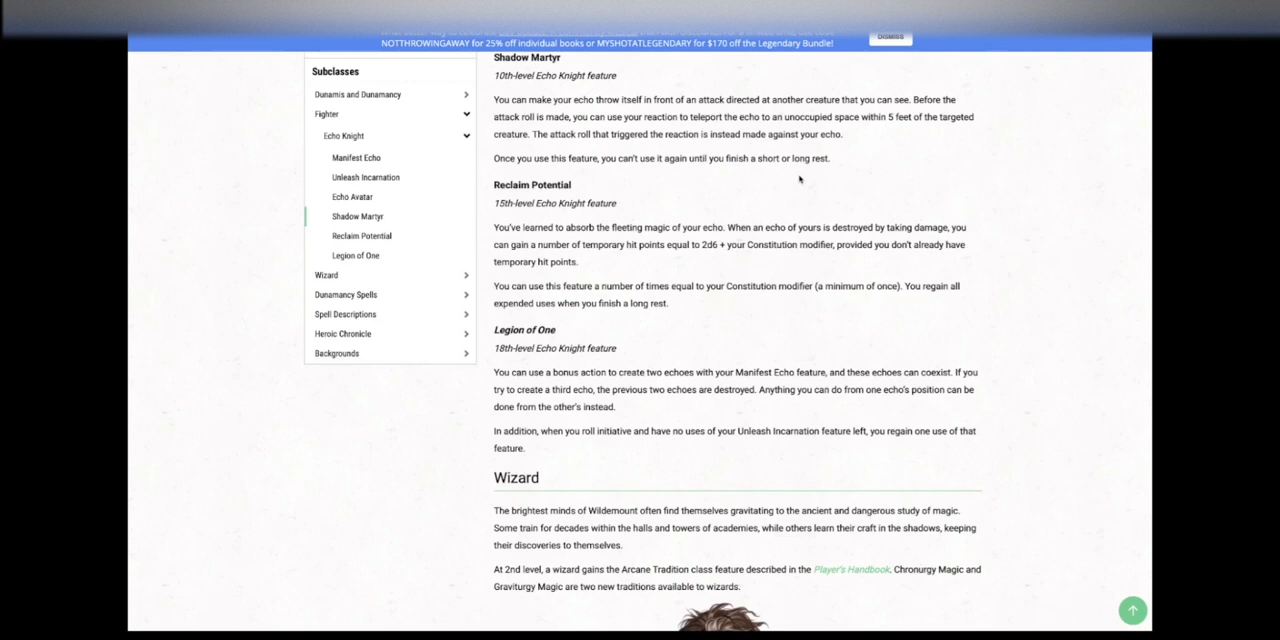 NOTTHROWINGAWAY for 25% off individual books or MYSHOTATLEGENDARY for $170 off the Legendary Bundle!
DISMISS
Subclasses
Dunamis and Dunamancy
Fighter
Echo Knight
Manifest Echo
Unleash Incarnation
Echo Avatar
Shadow Martyr
Reclaim Potential
Legion of One
Wizard
Dunamancy Spells
Spell Descriptions
Heroic Chronicle
Backgrounds
Shadow Martyr
10th-level Echo Knight feature
You can make your echo throw itself in front of an attack directed at another creature that you can see. Before the
attack roll is made, you can use your reaction to teleport the echo to an unoccupied space within 5 feet of the targeted
creature. The attack roll that triggered the reaction is instead made against your echo.
Once you use this feature, you can't use it again until you finish a short or long rest.
Reclaim Potential
15th-level Echo Knight feature
You've learned to absorb the fleeting magic of your echo. When an echo of yours is destroyed by taking damage, you
can gain a number of temporary hit points equal to 2d6 + your Constitution modifier, provided you don't already have
temporary hit points.
You can use this feature a number of times equal to your Constitution modifier (a minimum of once). You regain all
expended uses when you finish a long rest.
Legion of One
18th-level Echo Knight feature
You can use a bonus action to create two echoes with your Manifest Echo feature, and these echoes can coexist. If you
try to create a third echo, the previous two echoes are destroyed. Anything you can do from one echo's position can be
done from the other's instead.
In addition, when you roll initiative and have no uses of your Unleash Incarnation feature left, you regain one use of that
feature.
Wizard
The brightest minds of Wildemount often find themselves gravitating to the ancient and dangerous study of magic.
Some train for decades within the halls and towers of academies, while others learn their craft in the shadows, keeping
their discoveries to themselves.
At 2nd level, a wizard gains the Arcane Tradition class feature described in the Player's Handbook. Chronurgy Magic and
Graviturgy Magic are two new traditions available to wizards.